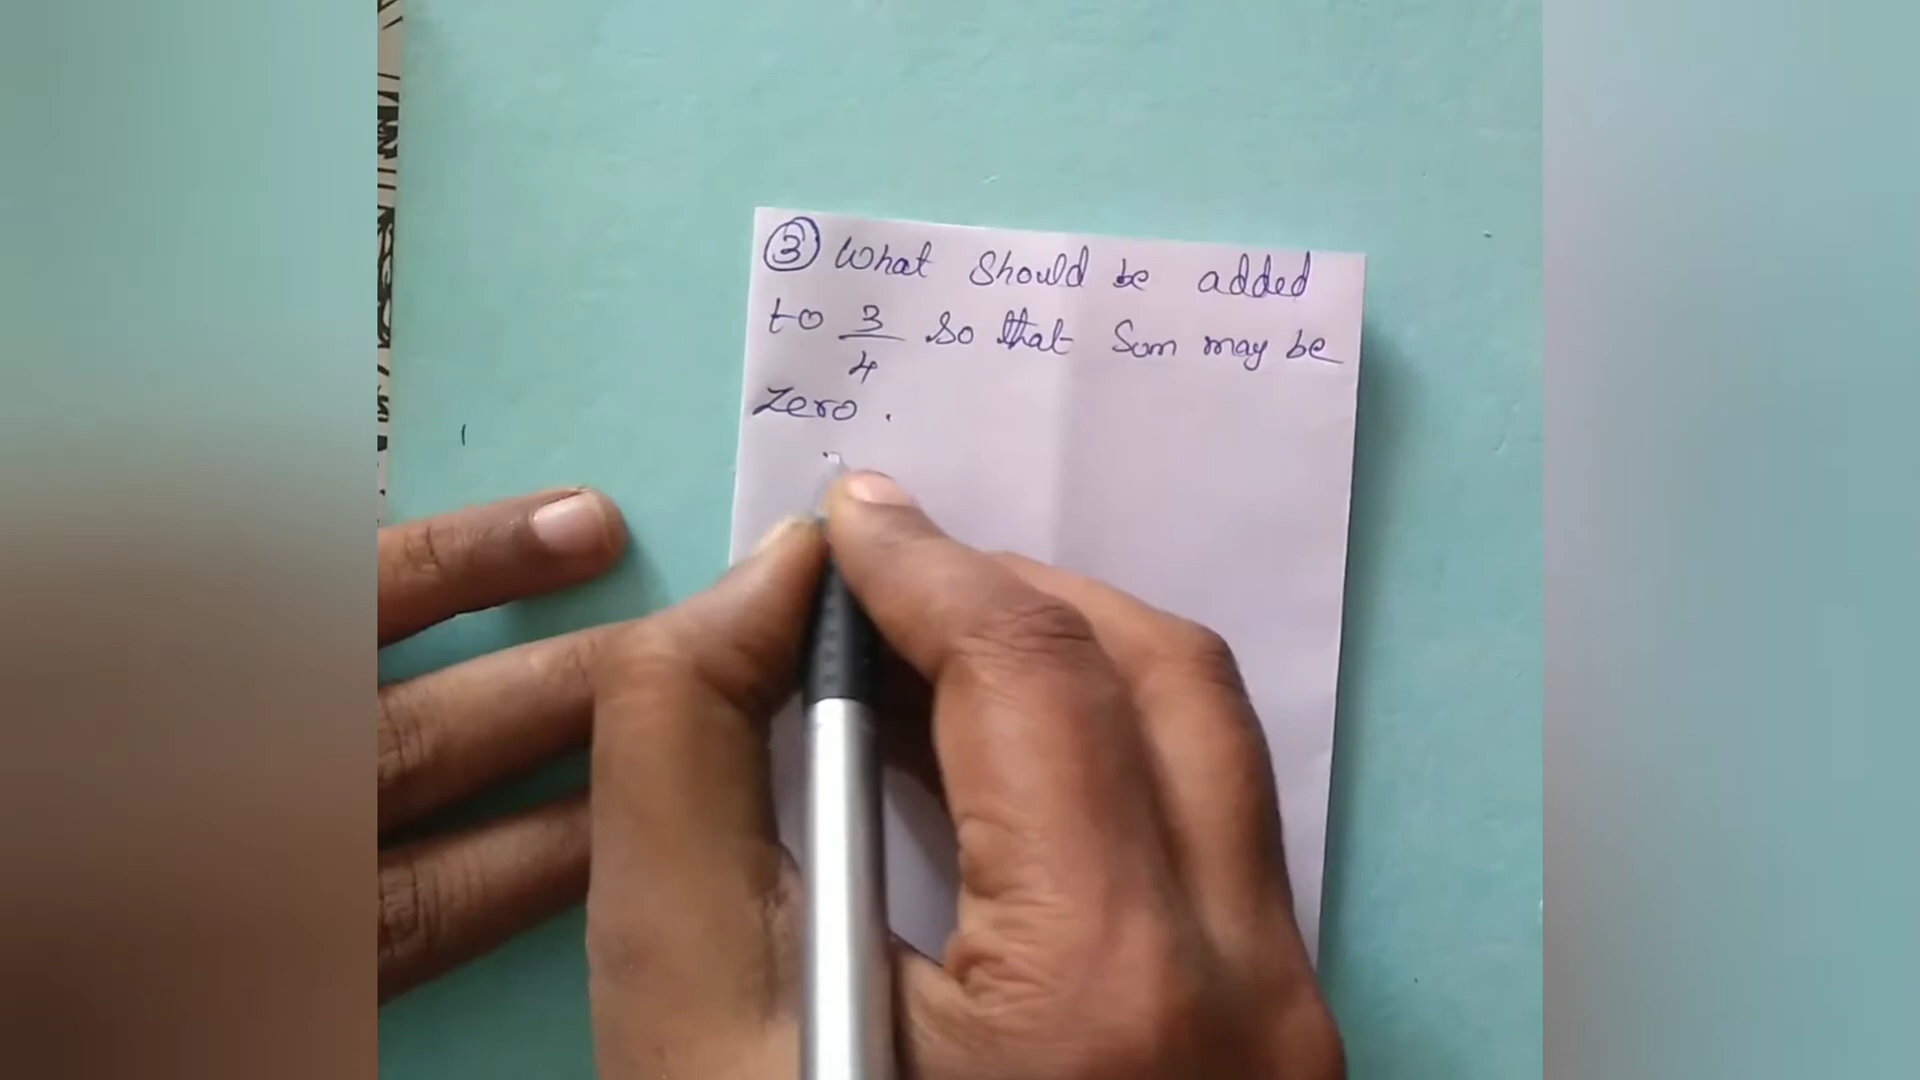 ③ What should be added
to 3/4 so that Sum may be
Zero.